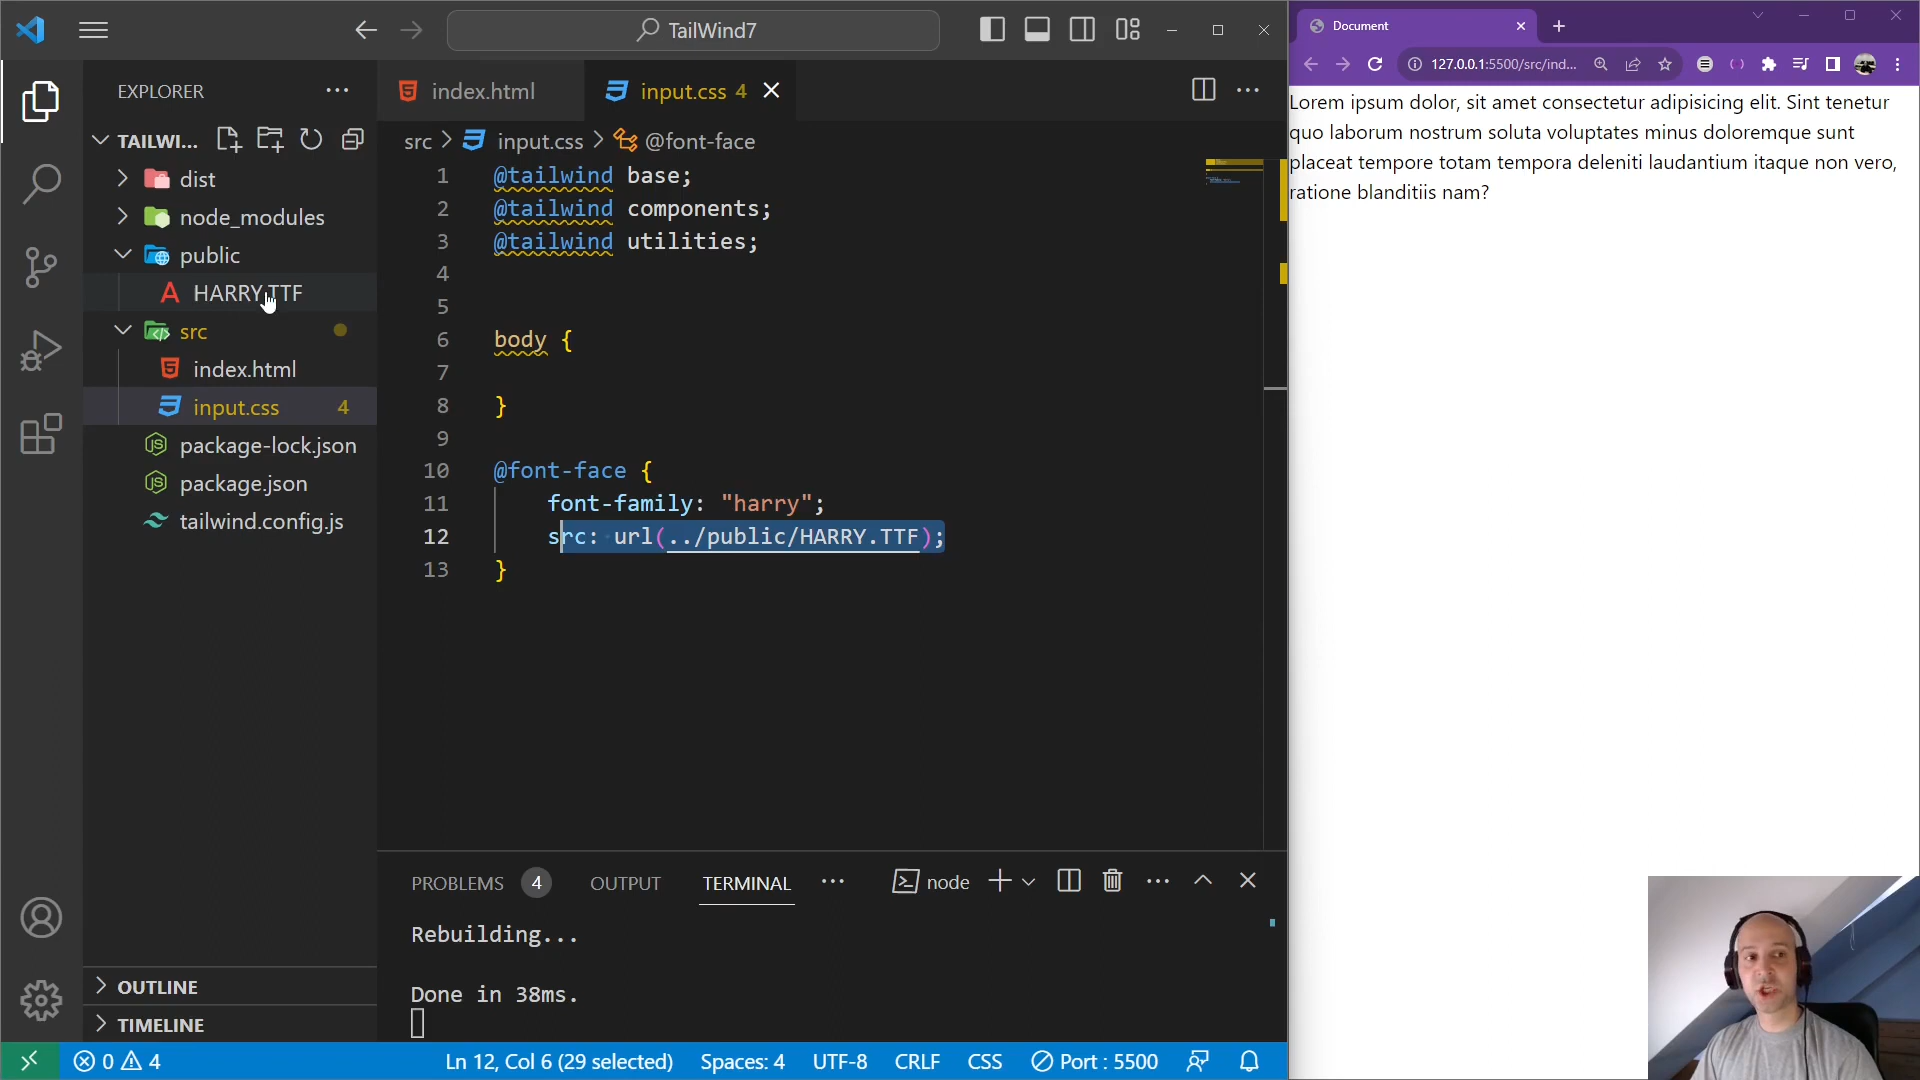 TailWind7
EXPLORER
TAILWI...
dist
node_modules
public
HARRY.TTF
src
index.html
input.css 4
package-lock.json
package.json
tailwind.config.js
OUTLINE
TIMELINE
index.html
input.css 4
src > input.css > @font-face
1 @tailwind base;
2 @tailwind components;
3 @tailwind utilities;
4
5
6 body {
7
8 }
9
10 @font-face {
11 font-family: "harry";
12 src: url(../public/HARRY.TTF);
13 }
PROBLEMS 4 OUTPUT TERMINAL node
Rebuilding...
Done in 38ms.
0 4 Ln 12, Col 6 (29 selected) Spaces: 4 UTF-8 CRLF CSS Port : 5500
Document
127.0.0.1:5500/src/ind...
Lorem ipsum dolor, sit amet consectetur adipisicing elit. Sint tenetur
quo laborum nostrum soluta voluptates minus doloremque sunt
placeat tempore totam tempora deleniti laudantium itaque non vero,
ratione blanditiis nam?